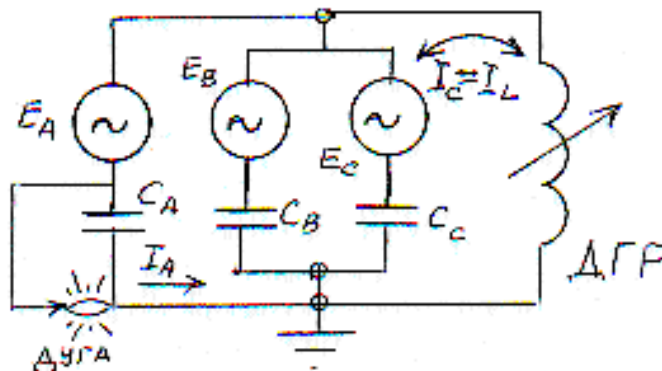 E_B
I_C = I_L
E_A
~
~
~
E_C
C_A
C_B
C_C
I_A
ДГР
ДУГА